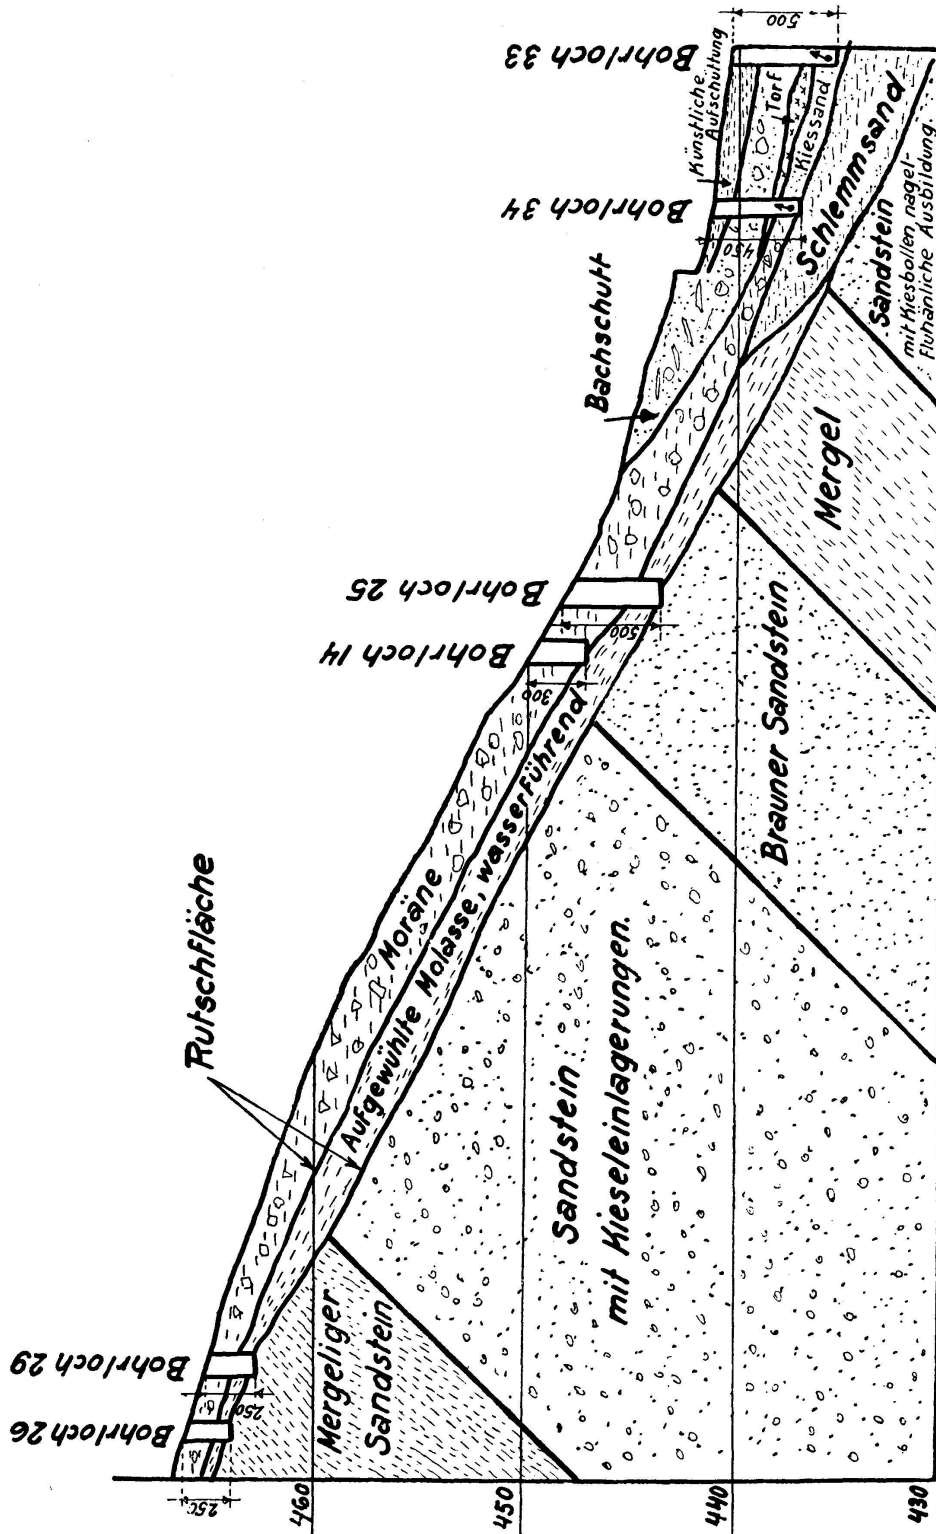 Bohrloch 26
Bohrloch 29
Rutschfläche
Bohrloch 14
Bohrloch 25
Bachschutt
Bohrloch 34
Bohrloch 33
Künstliche
Aufschüttung
250
250
300
500
450
500
Moräne
Aufgewühlte Molasse, wasserführend
Torf
Kiessand
Schlemmsand
Mergeliger
Sandstein
Sandstein
mit Kieseleinlagerungen.
Brauner Sandstein
Mergel
Sandstein
mit Kiesbollen nagel-
fluhähnliche Ausbildung.
460
450
440
430